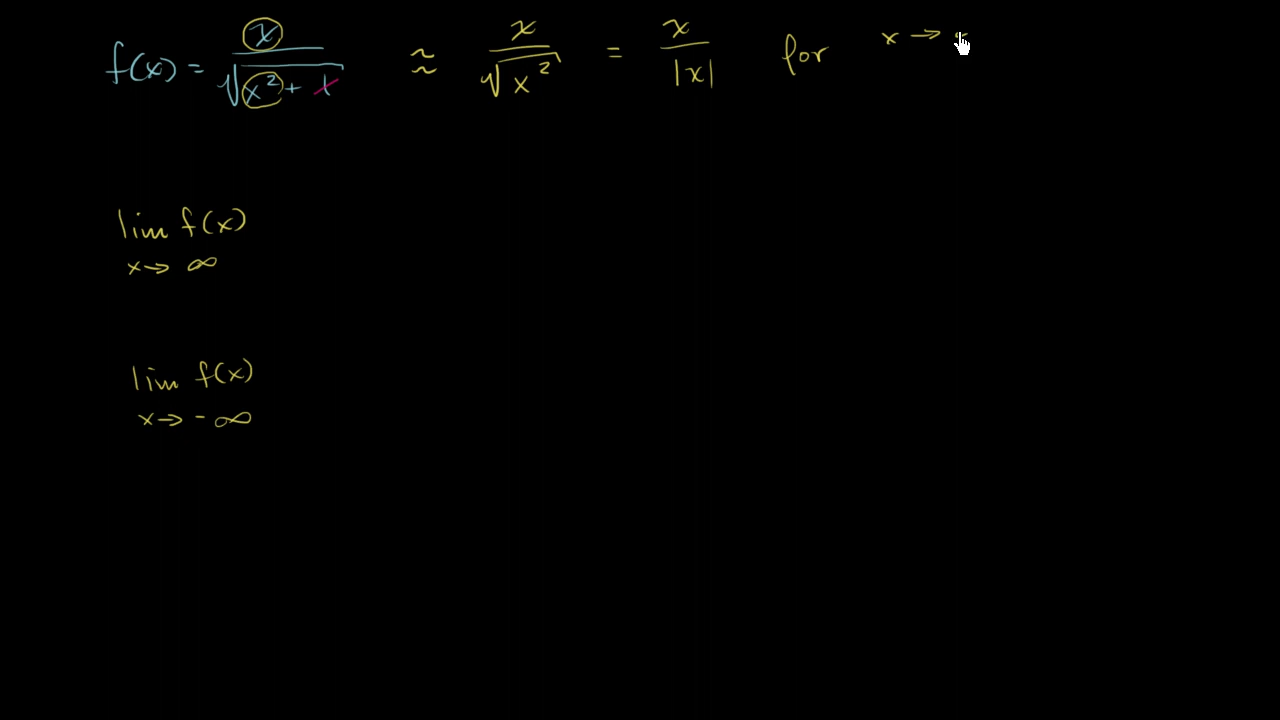 f(x) = x / √(x² + 1) ≈ x / √(x²) = x / |x| for x →
lim f(x)
x → ∞
lim f(x)
x → - ∞